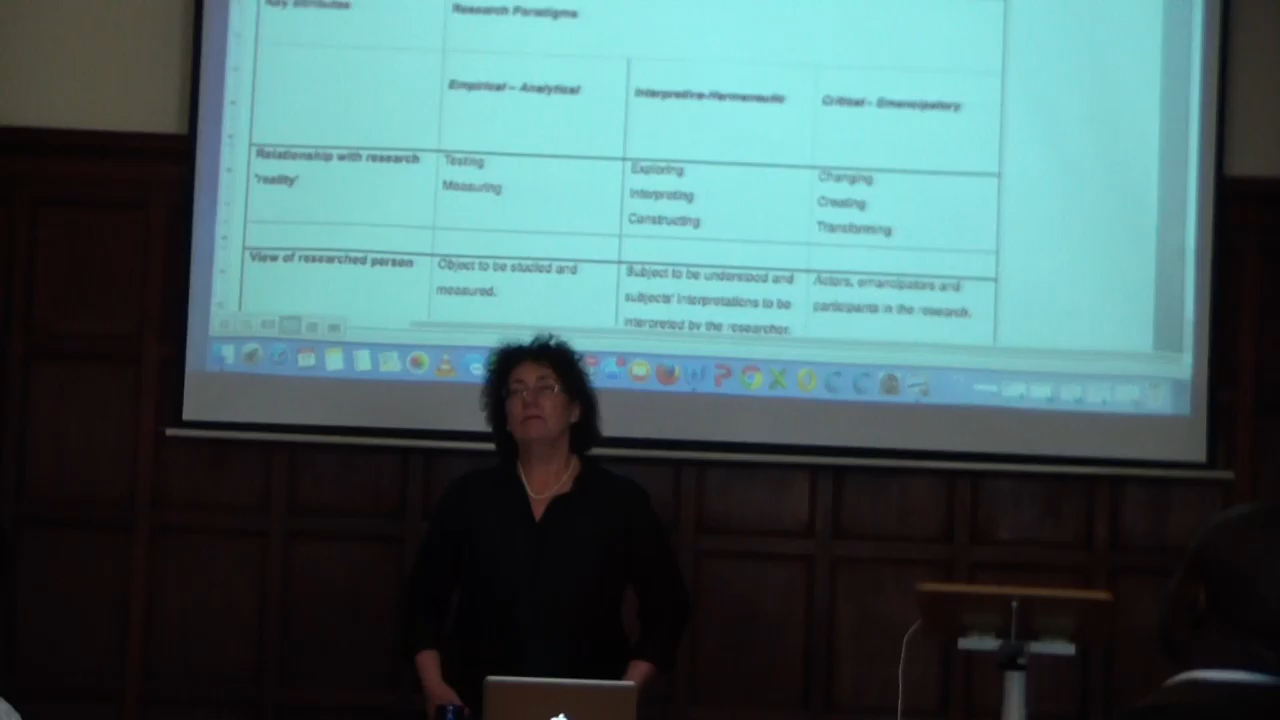 Key attributes
Research Paradigms
Empirical – Analytical
Interpretive-Hermeneutic
Critical - Emancipatory
Relationship with research
'reality'
Testing
Measuring
Exploring
Interpreting
Constructing
Changing
Creating
Transforming
View of researched person
Object to be studied and
measured.
Subject to be understood and
subjects' interpretations to be
interpreted by the researcher.
Actors, emancipators and
participants in the research.